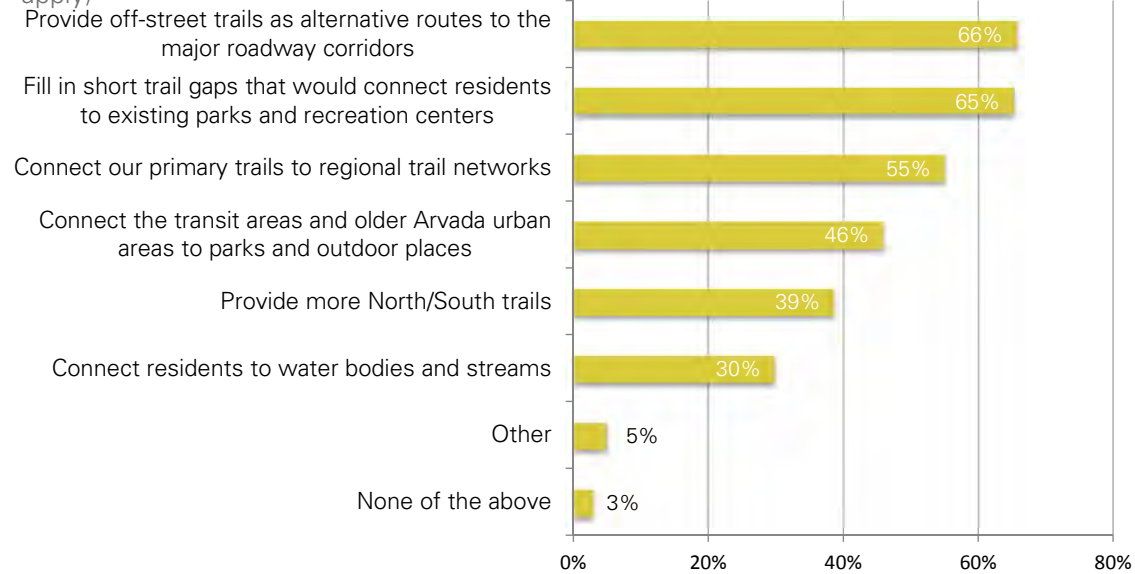 apply)
Provide off-street trails as alternative routes to the
major roadway corridors
66%
Fill in short trail gaps that would connect residents
to existing parks and recreation centers
65%
Connect our primary trails to regional trail networks
55%
Connect the transit areas and older Arvada urban
areas to parks and outdoor places
46%
Provide more North/South trails
39%
Connect residents to water bodies and streams
30%
Other
5%
None of the above
3%
0% 20% 40% 60% 80%